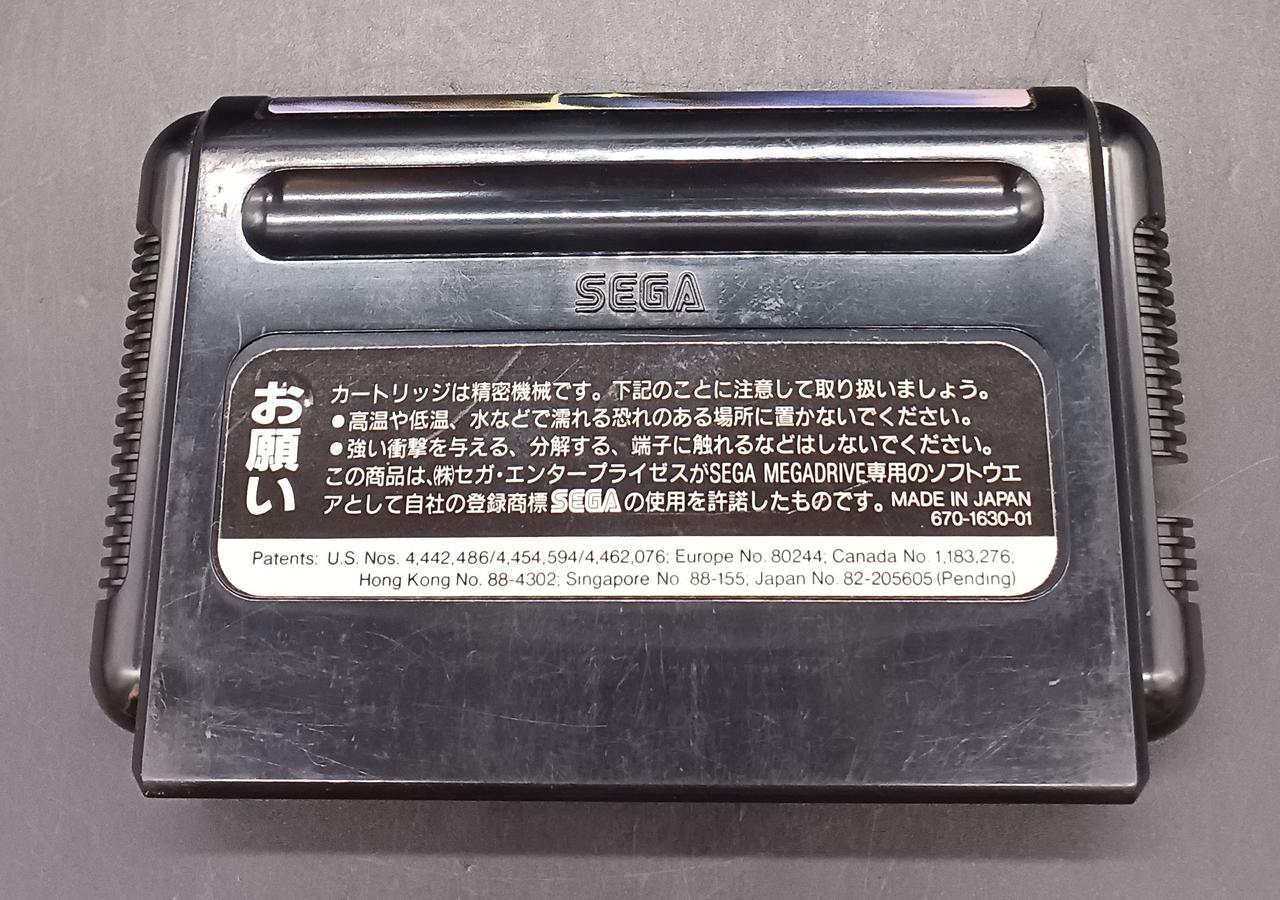 SEGA
お願い
カートリッジは精密機械です。下記のことに注意して取り扱いましょう。
●高温や低温、水などで濡れる恐れのある場所に置かないでください。
●強い衝撃を与える、分解する、端子に触れるなどはしないでください。
この商品は、㈱セガ・エンタープライゼスがSEGA MEGADRIVE専用のソフトウエ
アとして自社の登録商標SEGAの使用を許諾したものです。MADE IN JAPAN
670-1630-01
Patents: U.S. Nos. 4,442,486/4,454,594/4,462,076; Europe No. 80244; Canada No. 1,183,276;
Hong Kong No. 88-4302; Singapore No. 88-155; Japan No. 82-205605 (Pending)